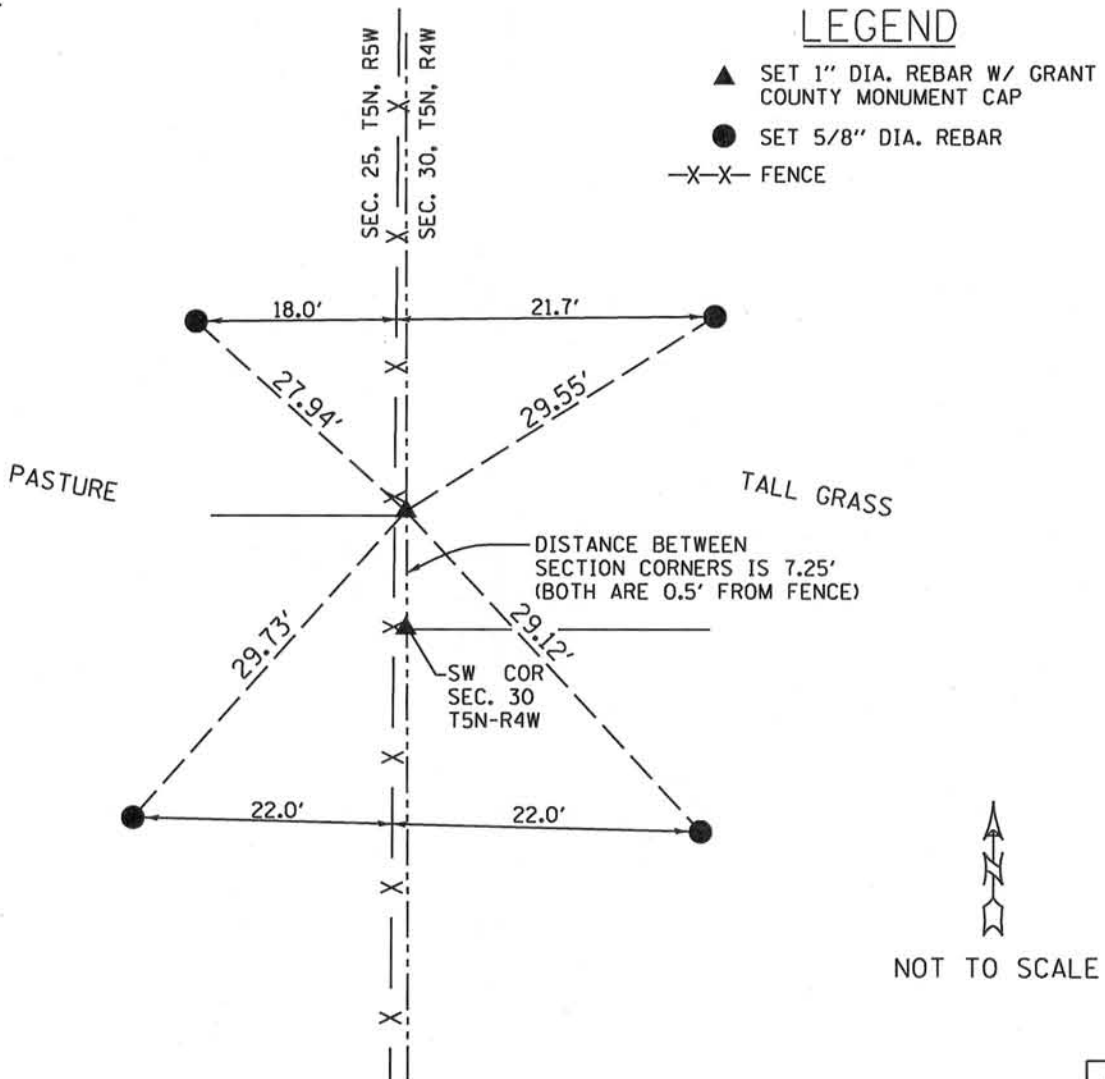 LEGEND
SET 1" DIA. REBAR W/ GRANT
COUNTY MONUMENT CAP
SET 5/8" DIA. REBAR
—X—X— FENCE
SEC. 25, T5N, R5W
SEC. 30, T5N, R4W
18.0'
21.7'
27.94'
29.55'
PASTURE
TALL GRASS
DISTANCE BETWEEN
SECTION CORNERS IS 7.25'
(BOTH ARE 0.5' FROM FENCE)
29.73'
29.12'
SW COR
SEC. 30
T5N-R4W
22.0'
22.0'
N
NOT TO SCALE